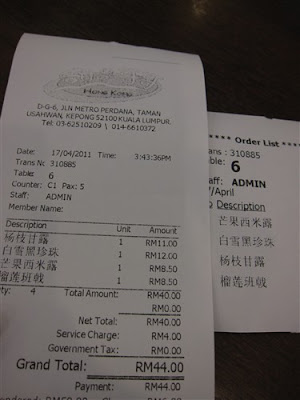 Hong Kong
D-G-6, JLN METRO PERDANA, TAMAN
USAHWAN, KEPONG 52100 KUALA LUMPUR.
Tel: 03-62510209 \ 014-6610372
Date: 17/04/2011 Time: 3:43:36PM
Trans No: 310885
Table: 6
Counter: C1 Pax: 5
Staff: ADMIN
Member Name:
Description Unit Amount
杨枝甘露 1 RM11.00
白雪黑珍珠 1 RM12.00
芒果西米露 1 RM8.50
榴莲班戟 1 RM8.50
4 Total Amount: RM40.00
RM0.00
Net Total: RM40.00
Service Charge: RM4.00
Government Tax: RM0.00
Grand Total: RM44.00
Payment: RM44.00
***** Order List *****
: 310885
6
ADMIN
/April
Description
芒果西米露
白雪黑珍珠
杨枝甘露
榴莲班戟